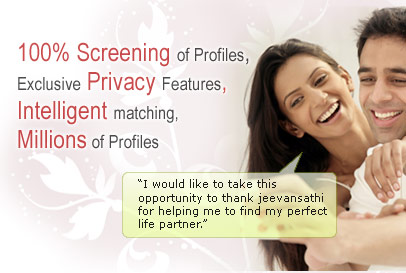 100% Screening of Profiles,
Exclusive Privacy Features,
Intelligent matching,
Millions of Profiles
“I would like to take this
opportunity to thank jeevansathi
for helping me to find my perfect
life partner.”